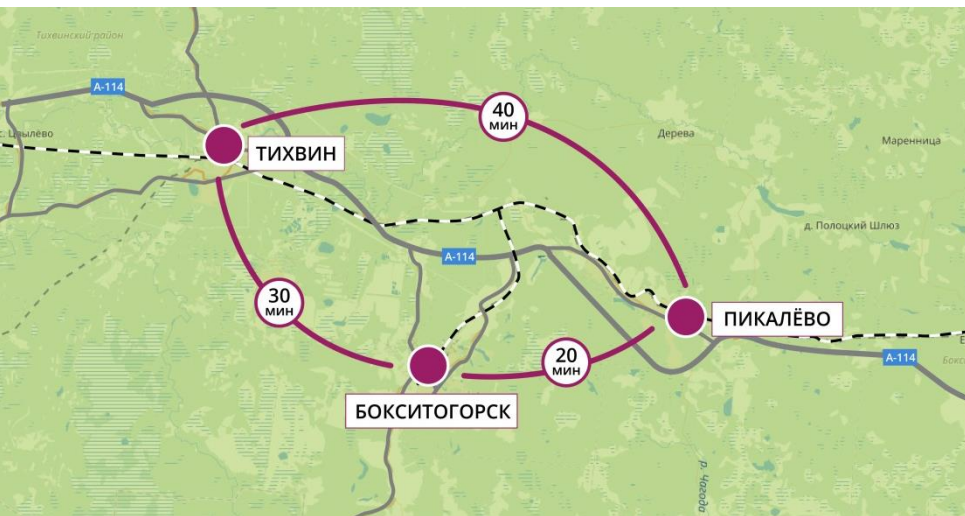 Тихвинский район
А-114
40
мин
с. Цвылёво
ТИХВИН
Дерева
Маренница
д. Полоцкий Шлюз
А-114
30
мин
ПИКАЛЁВО
20
мин
А-114
БОКСИТОГОРСК
р. Чагода